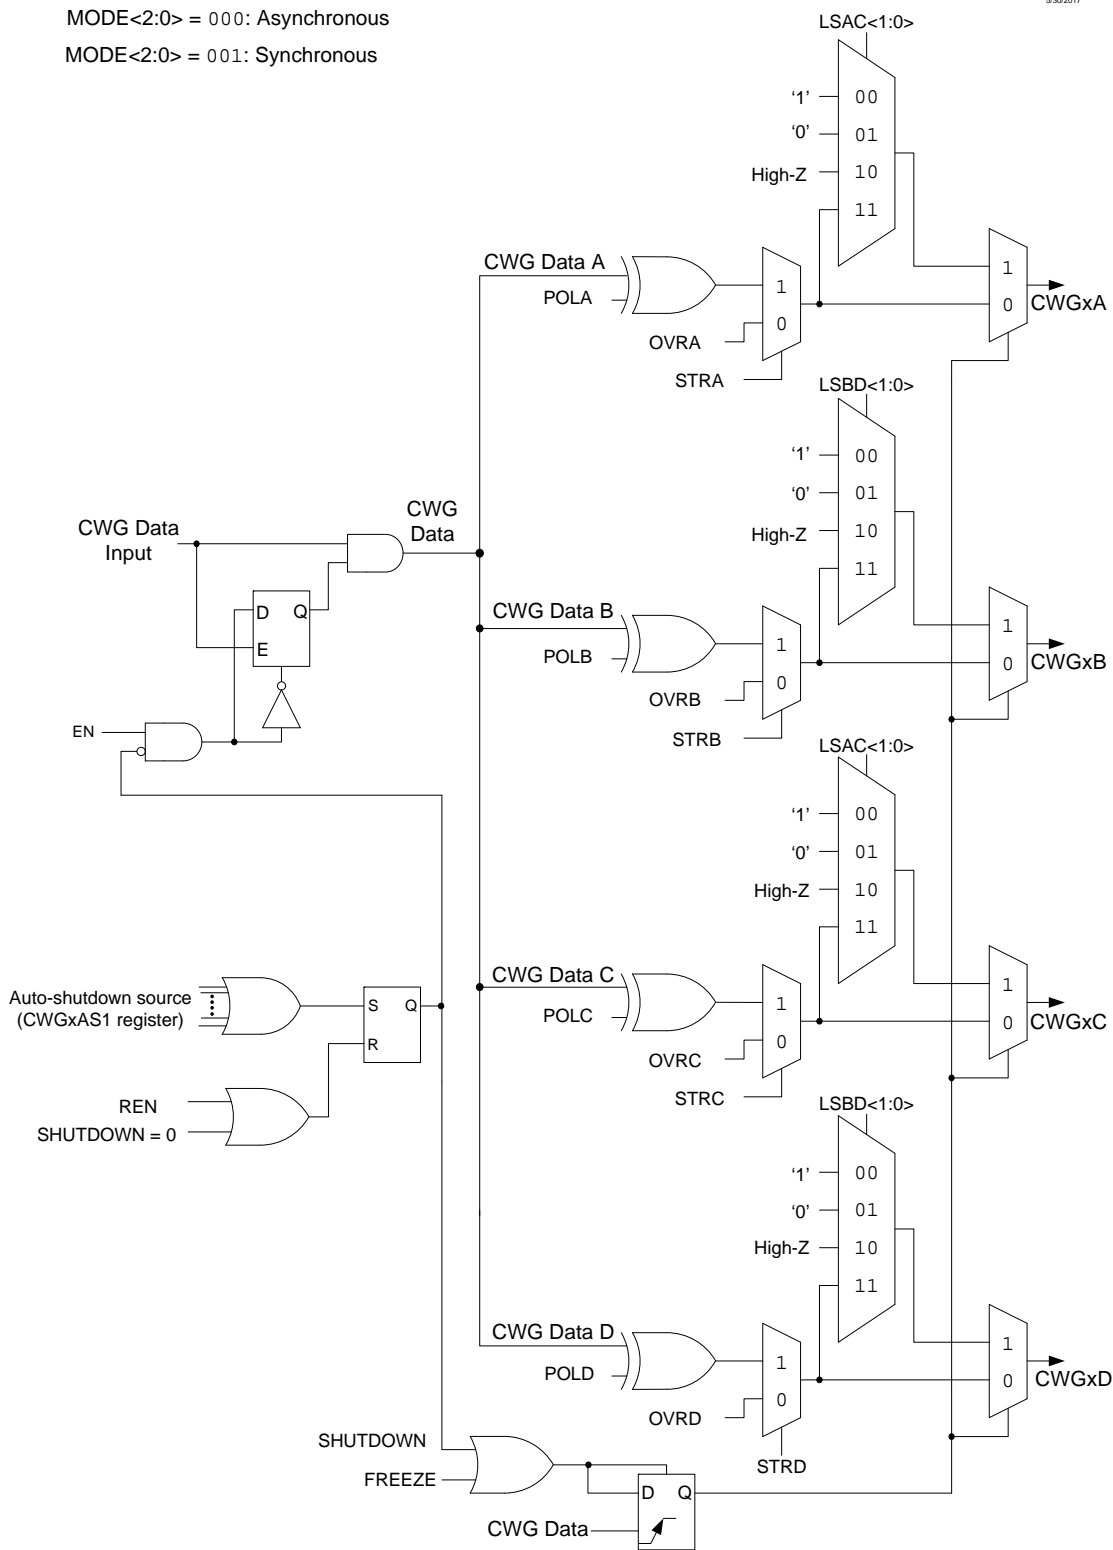 5/30/2017
MODE<2:0> = 000: Asynchronous
MODE<2:0> = 001: Synchronous
LSAC<1:0>
'1'
00
'0'
01
High-Z
10
11
CWG Data A
POLA
1
0
OVRA
STRA
1
0
CWGxA
LSBD<1:0>
'1'
00
'0'
01
High-Z
10
11
CWG Data
Input
CWG
Data
D Q
E
EN
CWG Data B
POLB
1
0
OVRB
STRB
1
0
CWGxB
LSAC<1:0>
'1'
00
'0'
01
High-Z
10
11
CWG Data C
POLC
1
0
OVRC
STRC
1
0
CWGxC
Auto-shutdown source
(CWGxAS1 register)
S Q
R
REN
SHUTDOWN = 0
LSBD<1:0>
'1'
00
'0'
01
High-Z
10
11
CWG Data D
POLD
1
0
OVRD
STRD
1
0
CWGxD
SHUTDOWN
FREEZE
D Q
CWG Data